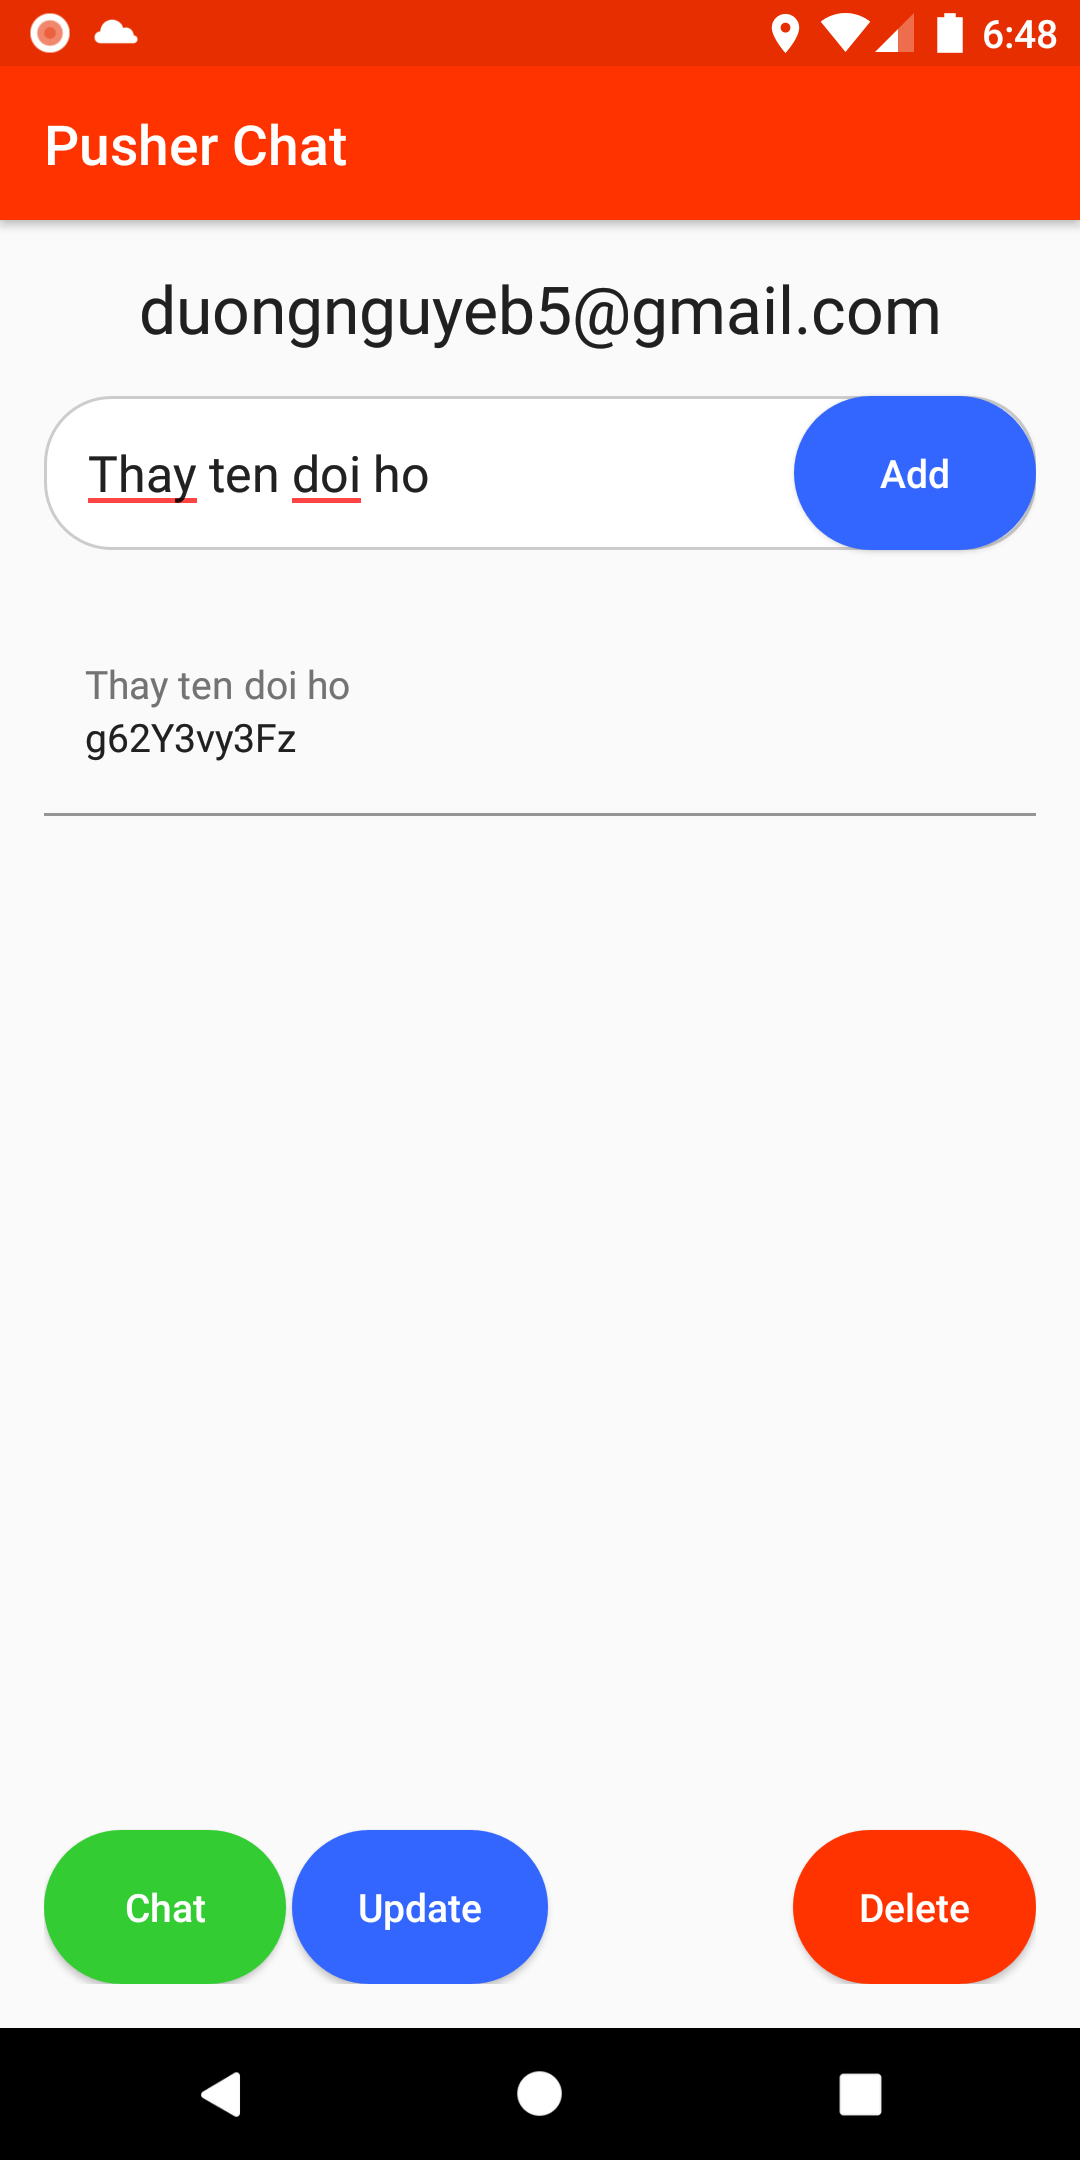 6:48
Pusher Chat
duongnguyeb5@gmail.com
Thay ten doi ho
Add
Thay ten doi ho
g62Y3vy3Fz
Chat
Update
Delete